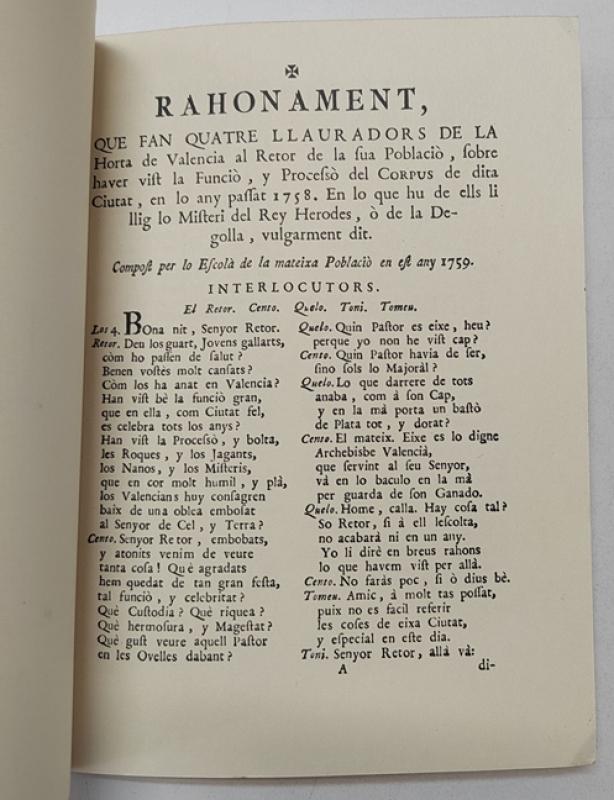 ✠
RAHONAMENT,
QUE FAN QUATRE LLAURADORS DE LA
Horta de Valencia al Retor de la ſua Poblaciò, ſobre
haver viſt la Funciò, y Proceſsò del CORPUS de dita
Ciutat, en lo any paſſat 1758. En lo que hu de ells li
llig lo Miſteri del Rey Herodes, ò de la De-
golla, vulgarment dit.
Compoſt per lo Eſcolà de la mateixa Poblaciò en eſt any 1759.
INTERLOCUTORS.
El Retor. Cento. Quelo. Toni. Tomeu.
Los 4. BOna nit, Senyor Retor.
Retor. Deu los guart, Jovens gallarts,
còm ho paſſen de ſalut?
Benen voſtès molt canſats?
Còm los ha anat en Valencia?
Han viſt bè la funciò gran,
que en ella, com Ciutat fel,
es celebra tots los anys?
Han viſt la Proceſsò, y bolta,
les Roques, y los Jagants,
los Nanos, y los Miſteris,
que en cor molt humil, y plà,
los Valencians huy conſagren
baix de una oblea emboſat
al Senyor de Cel, y Terra?
Cento. Senyor Retor, embobats,
y atonits venim de veure
tanta coſa! Què agradats
hem quedat de tan gran feſta,
tal funciò, y celebritat?
Què Cuſtodia? Què riquea?
Què hermoſura, y Mageſtat?
Què guſt veure aquell Paſtor
en les Ovelles dabant?
Quelo. Quin Paſtor es eixe, heu?
perque yo non he viſt cap?
Cento. Quin Paſtor havia de ſer,
ſino ſols lo Majoràl?
Quelo. Lo que darrere de tots
anaba, com à ſon Cap,
y en la mà porta un baſtò
de Plata tot, y dorat?
Cento. El mateix. Eixe es lo digne
Archebisbe Valencià,
que ſervint al ſeu Senyor,
và en lo baculo en la mà
per guarda de ſon Ganado.
Quelo. Home, calla. Hay coſa tal?
So Retor, ſi à ell leſcolta,
no acabarà ni en un any.
Yo li dirè en breus rahons
lo que havem viſt per allà.
Cento. No faràs poc, ſi ò dius bè.
Tomeu. Amic, à molt tas poſſat,
puix no es facil referir
les coſes de eixa Ciutat,
y eſpecial en eſte dia.
Toni. Senyor Retor, allà và:
A
di-